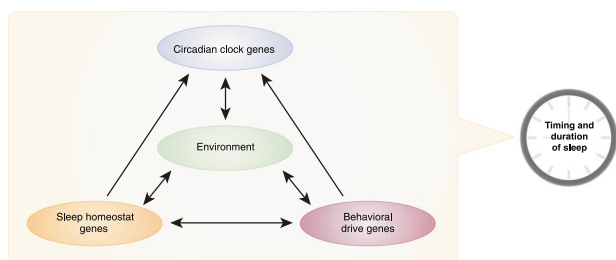 Circadian clock genes
Environment
Timing and
duration
of sleep
Sleep homeostat
genes
Behavioral
drive genes